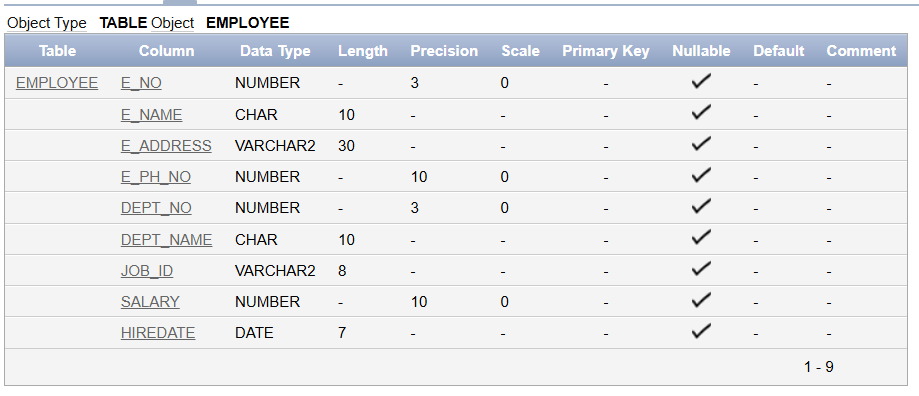 Object Type TABLE Object EMPLOYEE
Table Column Data Type Length Precision Scale Primary Key Nullable Default Comment
EMPLOYEE E_NO NUMBER - 3 0 - ✓ - -
E_NAME CHAR 10 - - - ✓ - -
E_ADDRESS VARCHAR2 30 - - - ✓ - -
E_PH_NO NUMBER - 10 0 - ✓ - -
DEPT_NO NUMBER - 3 0 - ✓ - -
DEPT_NAME CHAR 10 - - - ✓ - -
JOB_ID VARCHAR2 8 - - - ✓ - -
SALARY NUMBER - 10 0 - ✓ - -
HIREDATE DATE 7 - - - ✓ - -
1 - 9